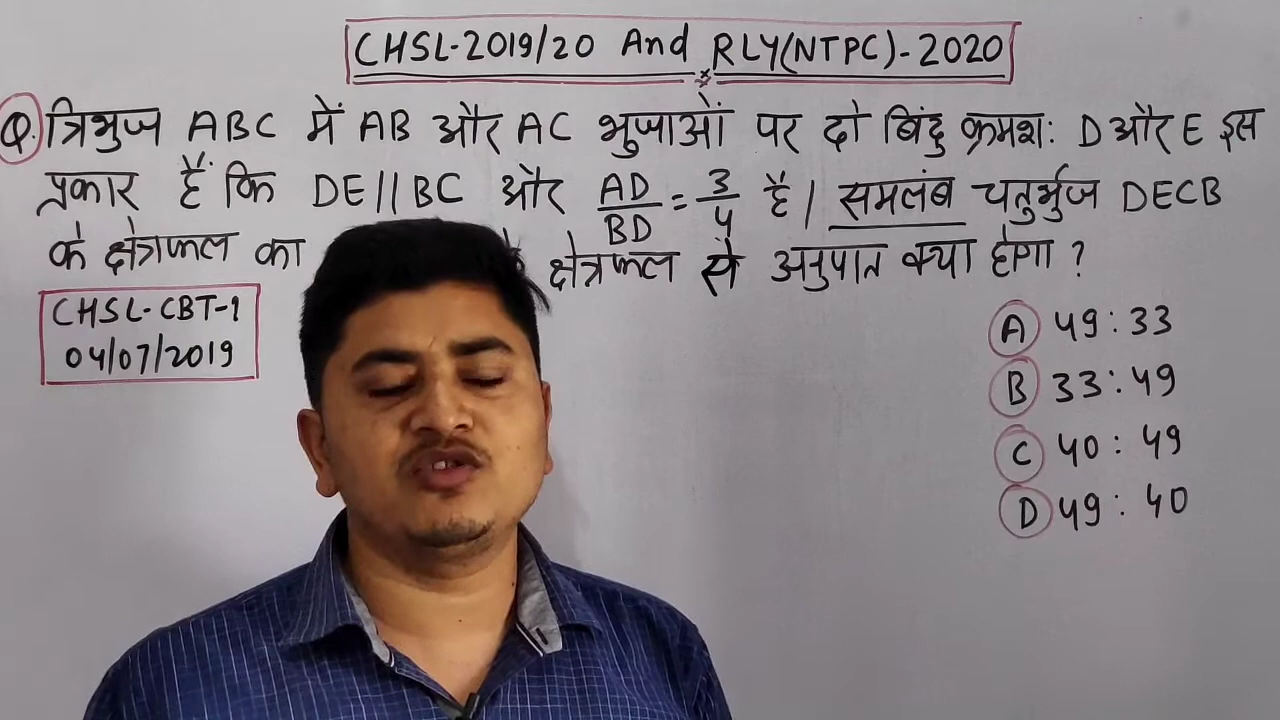 CHSL-2019/20 And RLY(NTPC)-2020
Q. त्रिभुज ABC में AB और AC भुजाओं पर दो बिंदु क्रमशः D और E इस
प्रकार हैं कि DE||BC और AD/BD = 3/4 है। समलंब चतुर्भुज DECB
के क्षेत्रफल का क्षेत्रफल से अनुपात क्या होगा ?
CHSL-CBT-1
04/07/2019
A 49:33
B 33:49
C 40:49
D 49:40